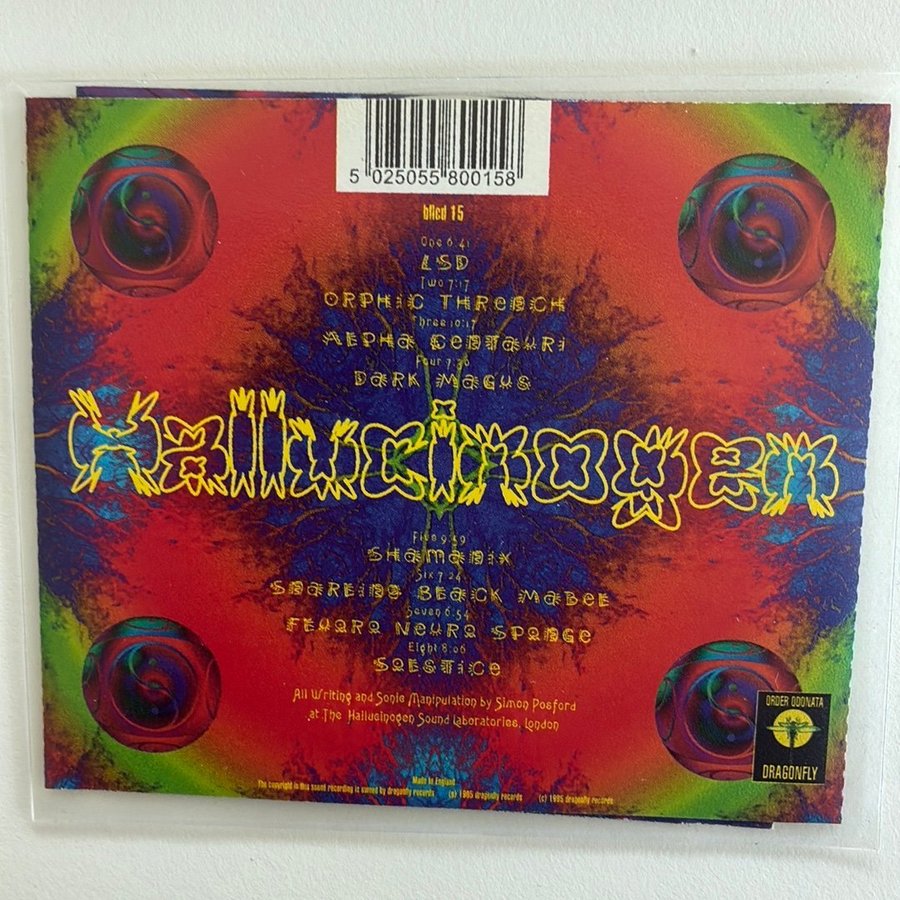 5 025055 800158
bflcd 15
One 6:41
LSD
Two 7:17
Orphic Thrench
Three 10:17
Alpha Centauri
Four 7:26
Dark Magus
Hallucinogen
Five 9:59
Shamanix
Six 7:24
Snarling Black Mabel
Seven 6:54
Fluoro Neuro Sponge
Eight 8:06
Solstice
All Writing and Sonic Manipulation by Simon Posford
at The Hallucinogen Sound Laboratories, London
ORDER ODONATA
DRAGONFLY
Made in England
The copyright in this sound recording is owned by dragonfly records (p) 1995 dragonfly records (c) 1995 dragonfly records